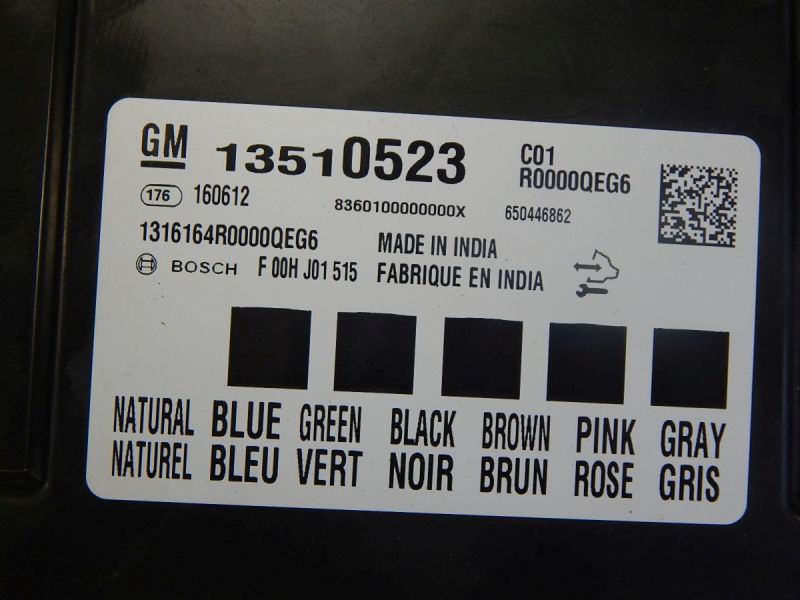 GM 13510523 C01
R0000QEG6
176 160612 8360100000000X 650446862
1316164R0000QEG6 MADE IN INDIA
BOSCH F 00H J01 515 FABRIQUE EN INDIA
NATURAL BLUE GREEN BLACK BROWN PINK GRAY
NATUREL BLEU VERT NOIR BRUN ROSE GRIS